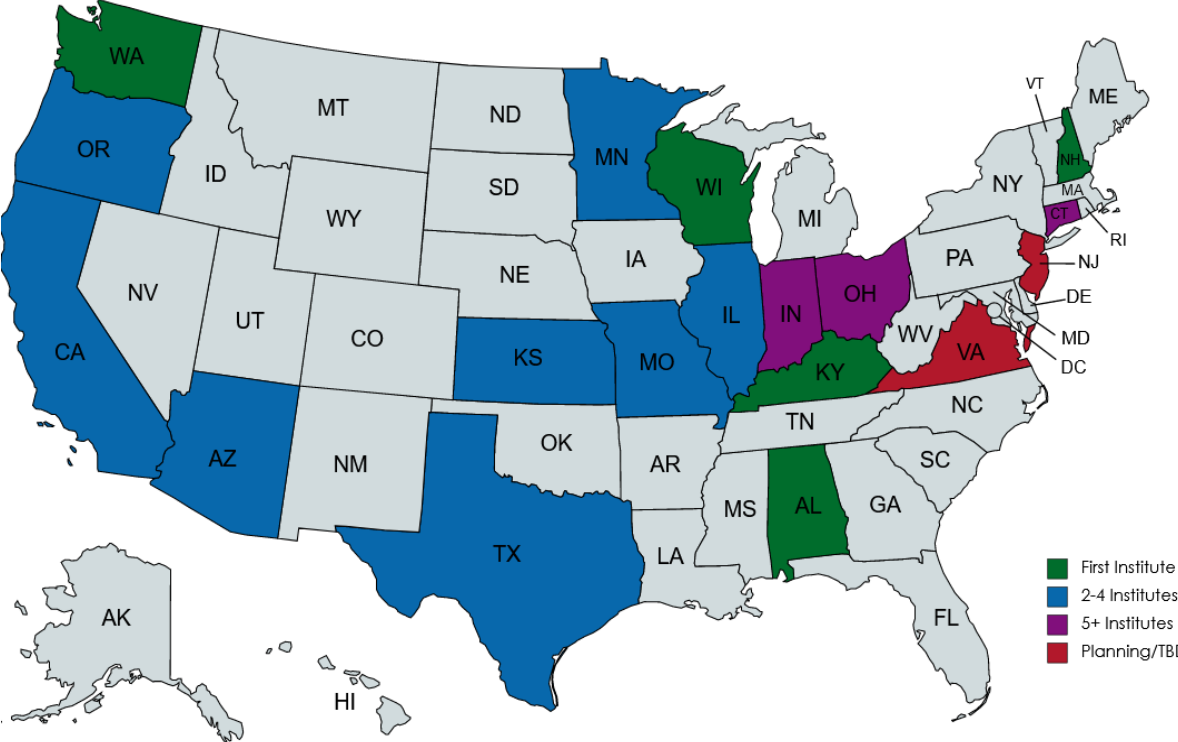 WA
MT
ND
MN
OR
ID
SD
WI
WY
MI
VT
ME
NH
NY
MA
CT
RI
NV
UT
CO
NE
IA
PA
NJ
CA
KS
MO
IL
IN
OH
WV
DE
MD
DC
VA
KY
AZ
NM
OK
AR
TN
NC
SC
TX
LA
MS
AL
GA
FL
AK
HI
First Institute
2-4 Institutes
5+ Institutes
Planning/TBD